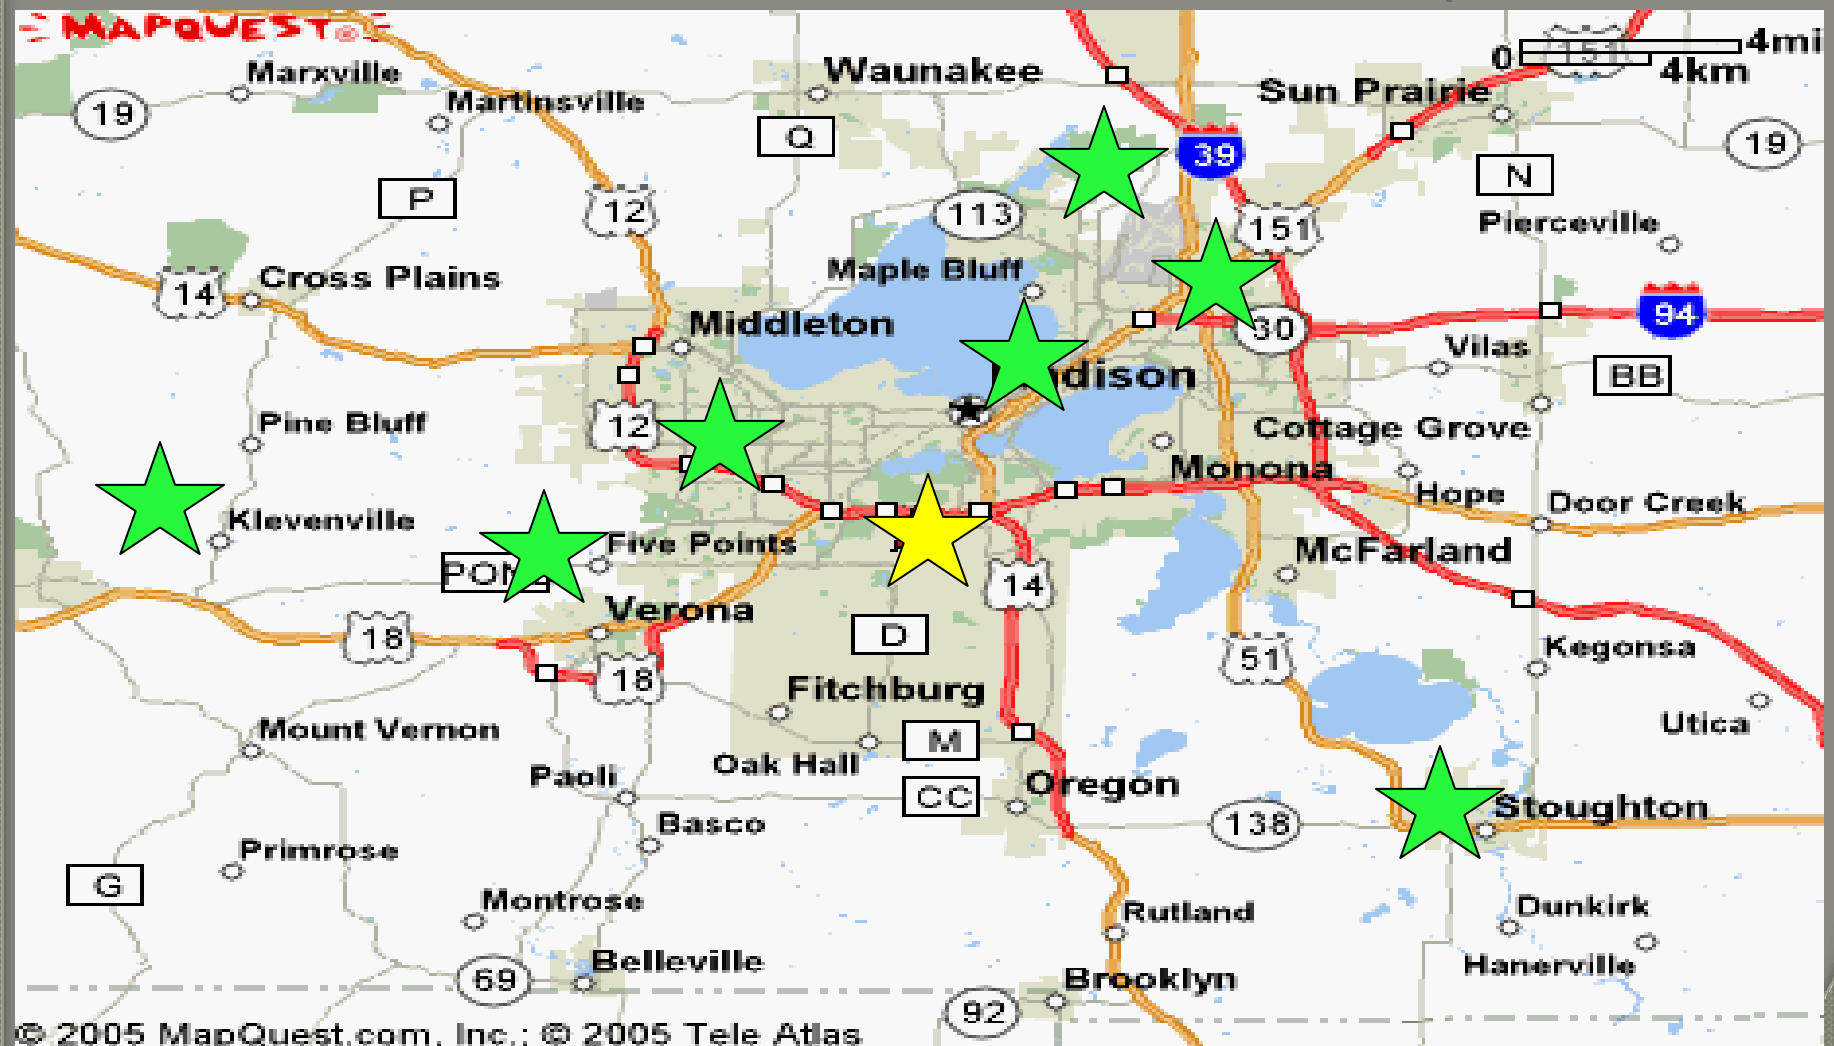 MAPQUEST®
Marxville
Waunakee
151
0
4mi
4km
Sun Prairie
19
Martinsville
Q
39
19
N
P
12
113
151
Pierceville
Maple Bluff
14
Cross Plains
94
Middleton
30
Vilas
BB
dison
Pine Bluff
12
Cottage Grove
Monona
Hope
Door Creek
Klevenville
Five Points
McFarland
14
Verona
18
D
51
Kegonsa
18
Fitchburg
Mount Vernon
M
Utica
Oak Hall
Paoli
Oregon
CC
Stoughton
Basco
138
Primrose
G
Montrose
Rutland
Dunkirk
Belleville
Hanerville
69
Brooklyn
92
© 2005 MapQuest.com, Inc.; © 2005 Tele Atlas